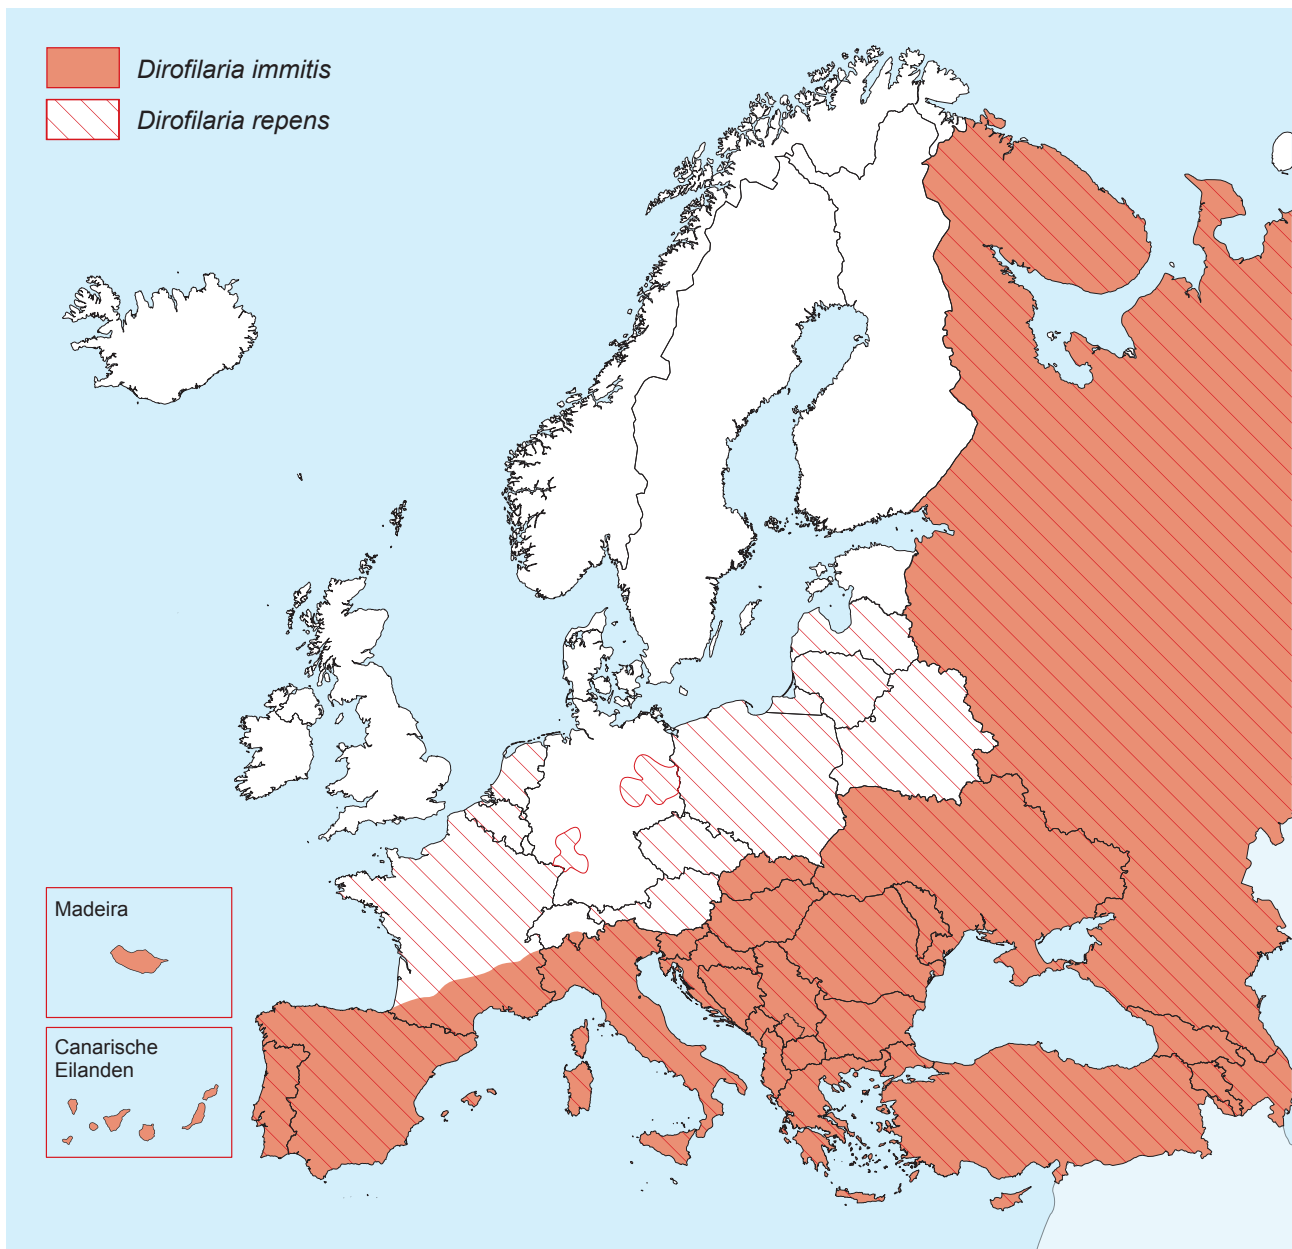 Dirofilaria immitis
Dirofilaria repens
Madeira
Canarische
Eilanden